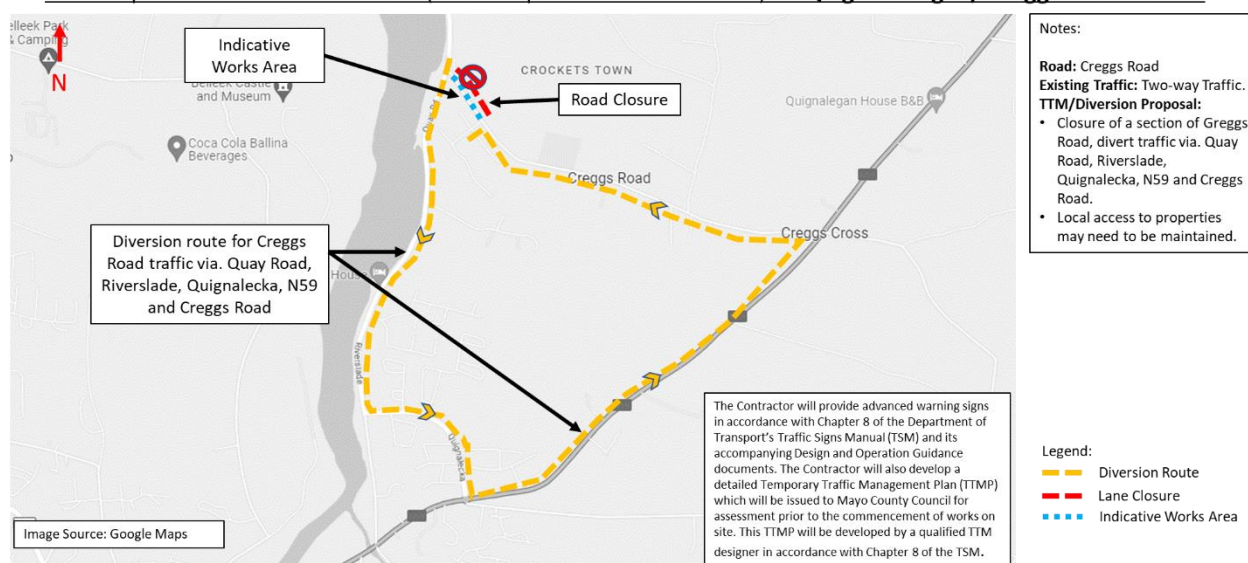 elleek Park
& Camping
N
Belleek Castle
and Museum
Coca Cola Ballina
Beverages
Indicative
Works Area
CROCKETS TOWN
Road Closure
Quignalegan House B&B
Creggs Road
Creggs Cross
Diversion route for Creggs
Road traffic via. Quay Road,
Riverslade, Quignalecka, N59
and Creggs Road
House
Riverslade
Quignalecka
Image Source: Google Maps
The Contractor will provide advanced warning signs
in accordance with Chapter 8 of the Department of
Transport's Traffic Signs Manual (TSM) and its
accompanying Design and Operation Guidance
documents. The Contractor will also develop a
detailed Temporary Traffic Management Plan (TTMP)
which will be issued to Mayo County Council for
assessment prior to the commencement of works on
site. This TTMP will be developed by a qualified TTM
designer in accordance with Chapter 8 of the TSM.
Notes:
Road: Creggs Road
Existing Traffic: Two-way Traffic.
TTM/Diversion Proposal:
• Closure of a section of Greggs
Road, divert traffic via. Quay
Road, Riverslade,
Quignalecka, N59 and Creggs
Road.
• Local access to properties
may need to be maintained.
Legend:
Diversion Route
Lane Closure
Indicative Works Area